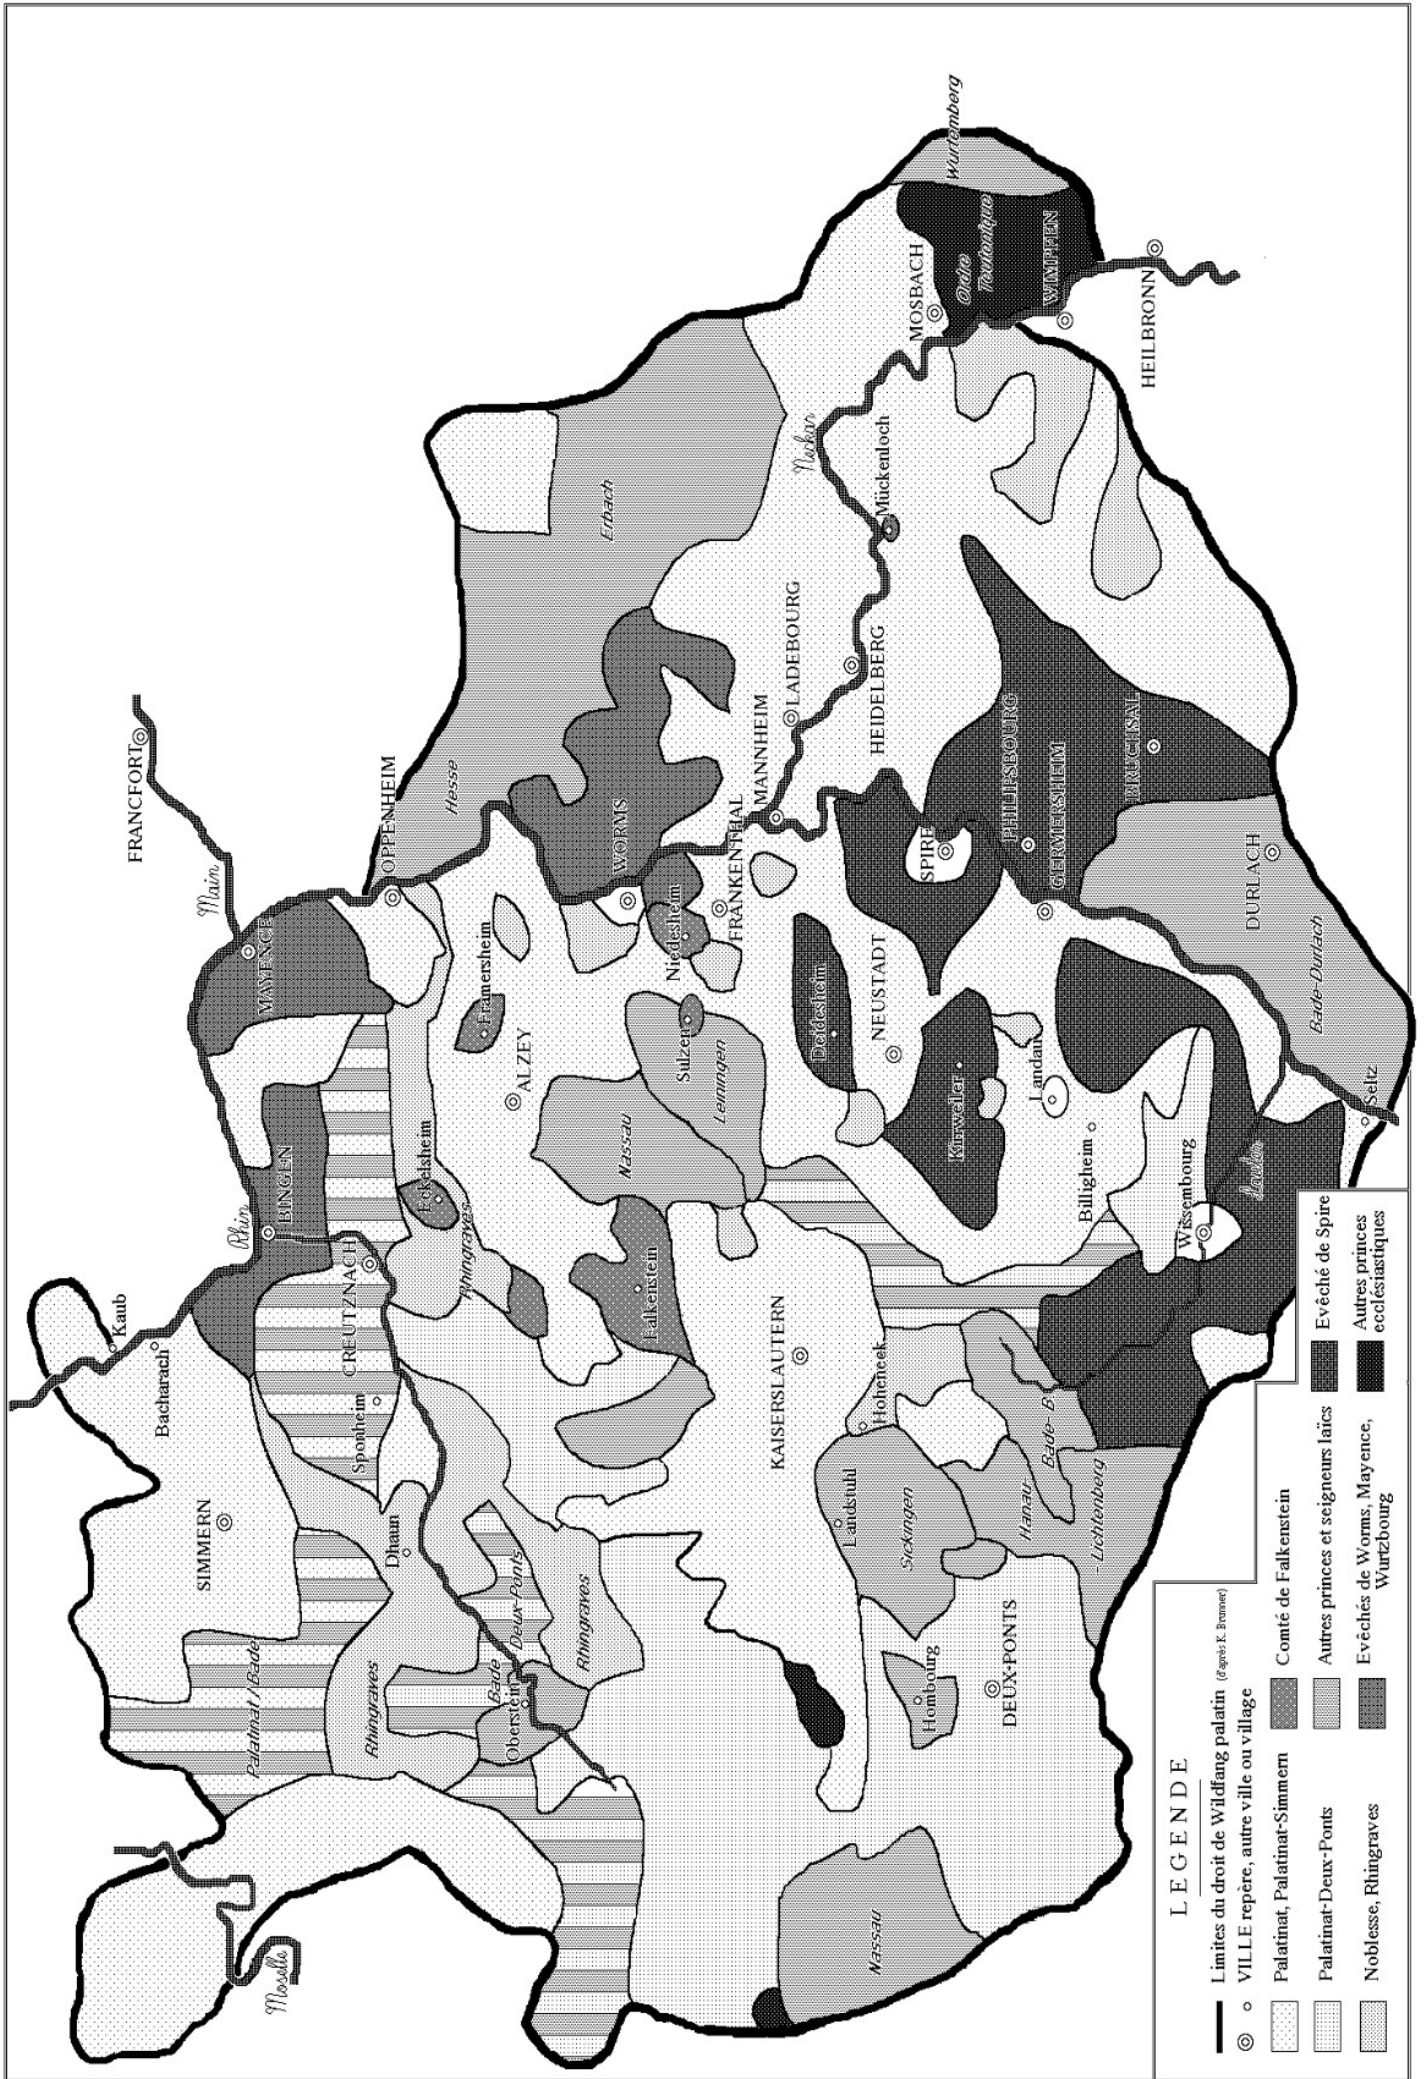 Moselle
Rhin
Main
FRANCFORT
Kaub
Bacharach
SIMMERN
BINGEN
MAYENCE
OPPENHEIM
Hesse
Palatinat / Bade
Rhingraves
Dhaun
Sponheim
CREUTZNACH
Eckelsheim
Rhingraves
Framersheim
ALZEY
WORMS
Erbach
Oberstein
Bade
Deux-Ponts
Rhingraves
Falkenstein
Nassau
Sulzen
Leiningen
Niedesheim
FRANKENTHAL
MANNHEIM
LADEBOURG
HEIDELBERG
Neckar
Mückenloch
MOSBACH
Ordre
Teutonique
WIMPFEN
Wurtemberg
HEILBRONN
KAISERSLAUTERN
Deidesheim
NEUSTADT
SPIRE
PHILIPSBOURG
GERMERSHEIM
BRUCHSAL
Nassau
Hombourg
DEUX-PONTS
Landstuhl
Sickingen
Hoheneek
Hanau-
Bade-B
-Lichtenberg
Kirrweiler
Landau
Billigheim
Wissembourg
Lauter
Seltz
DURLACH
Bade-Durlach
LEGENDE
Limites du droit de Wildfang palatin (d'après K. Brunner)
VILLE repère, autre ville ou village
Palatinat, Palatinat-Simmern
Comté de Falkenstein
Palatinat-Deux-Ponts
Autres princes et seigneurs laïcs
Evêché de Spire
Noblesse, Rhingraves
Evêchés de Worms, Mayence,
Wurtzbourg
Autres princes
ecclésiastiques